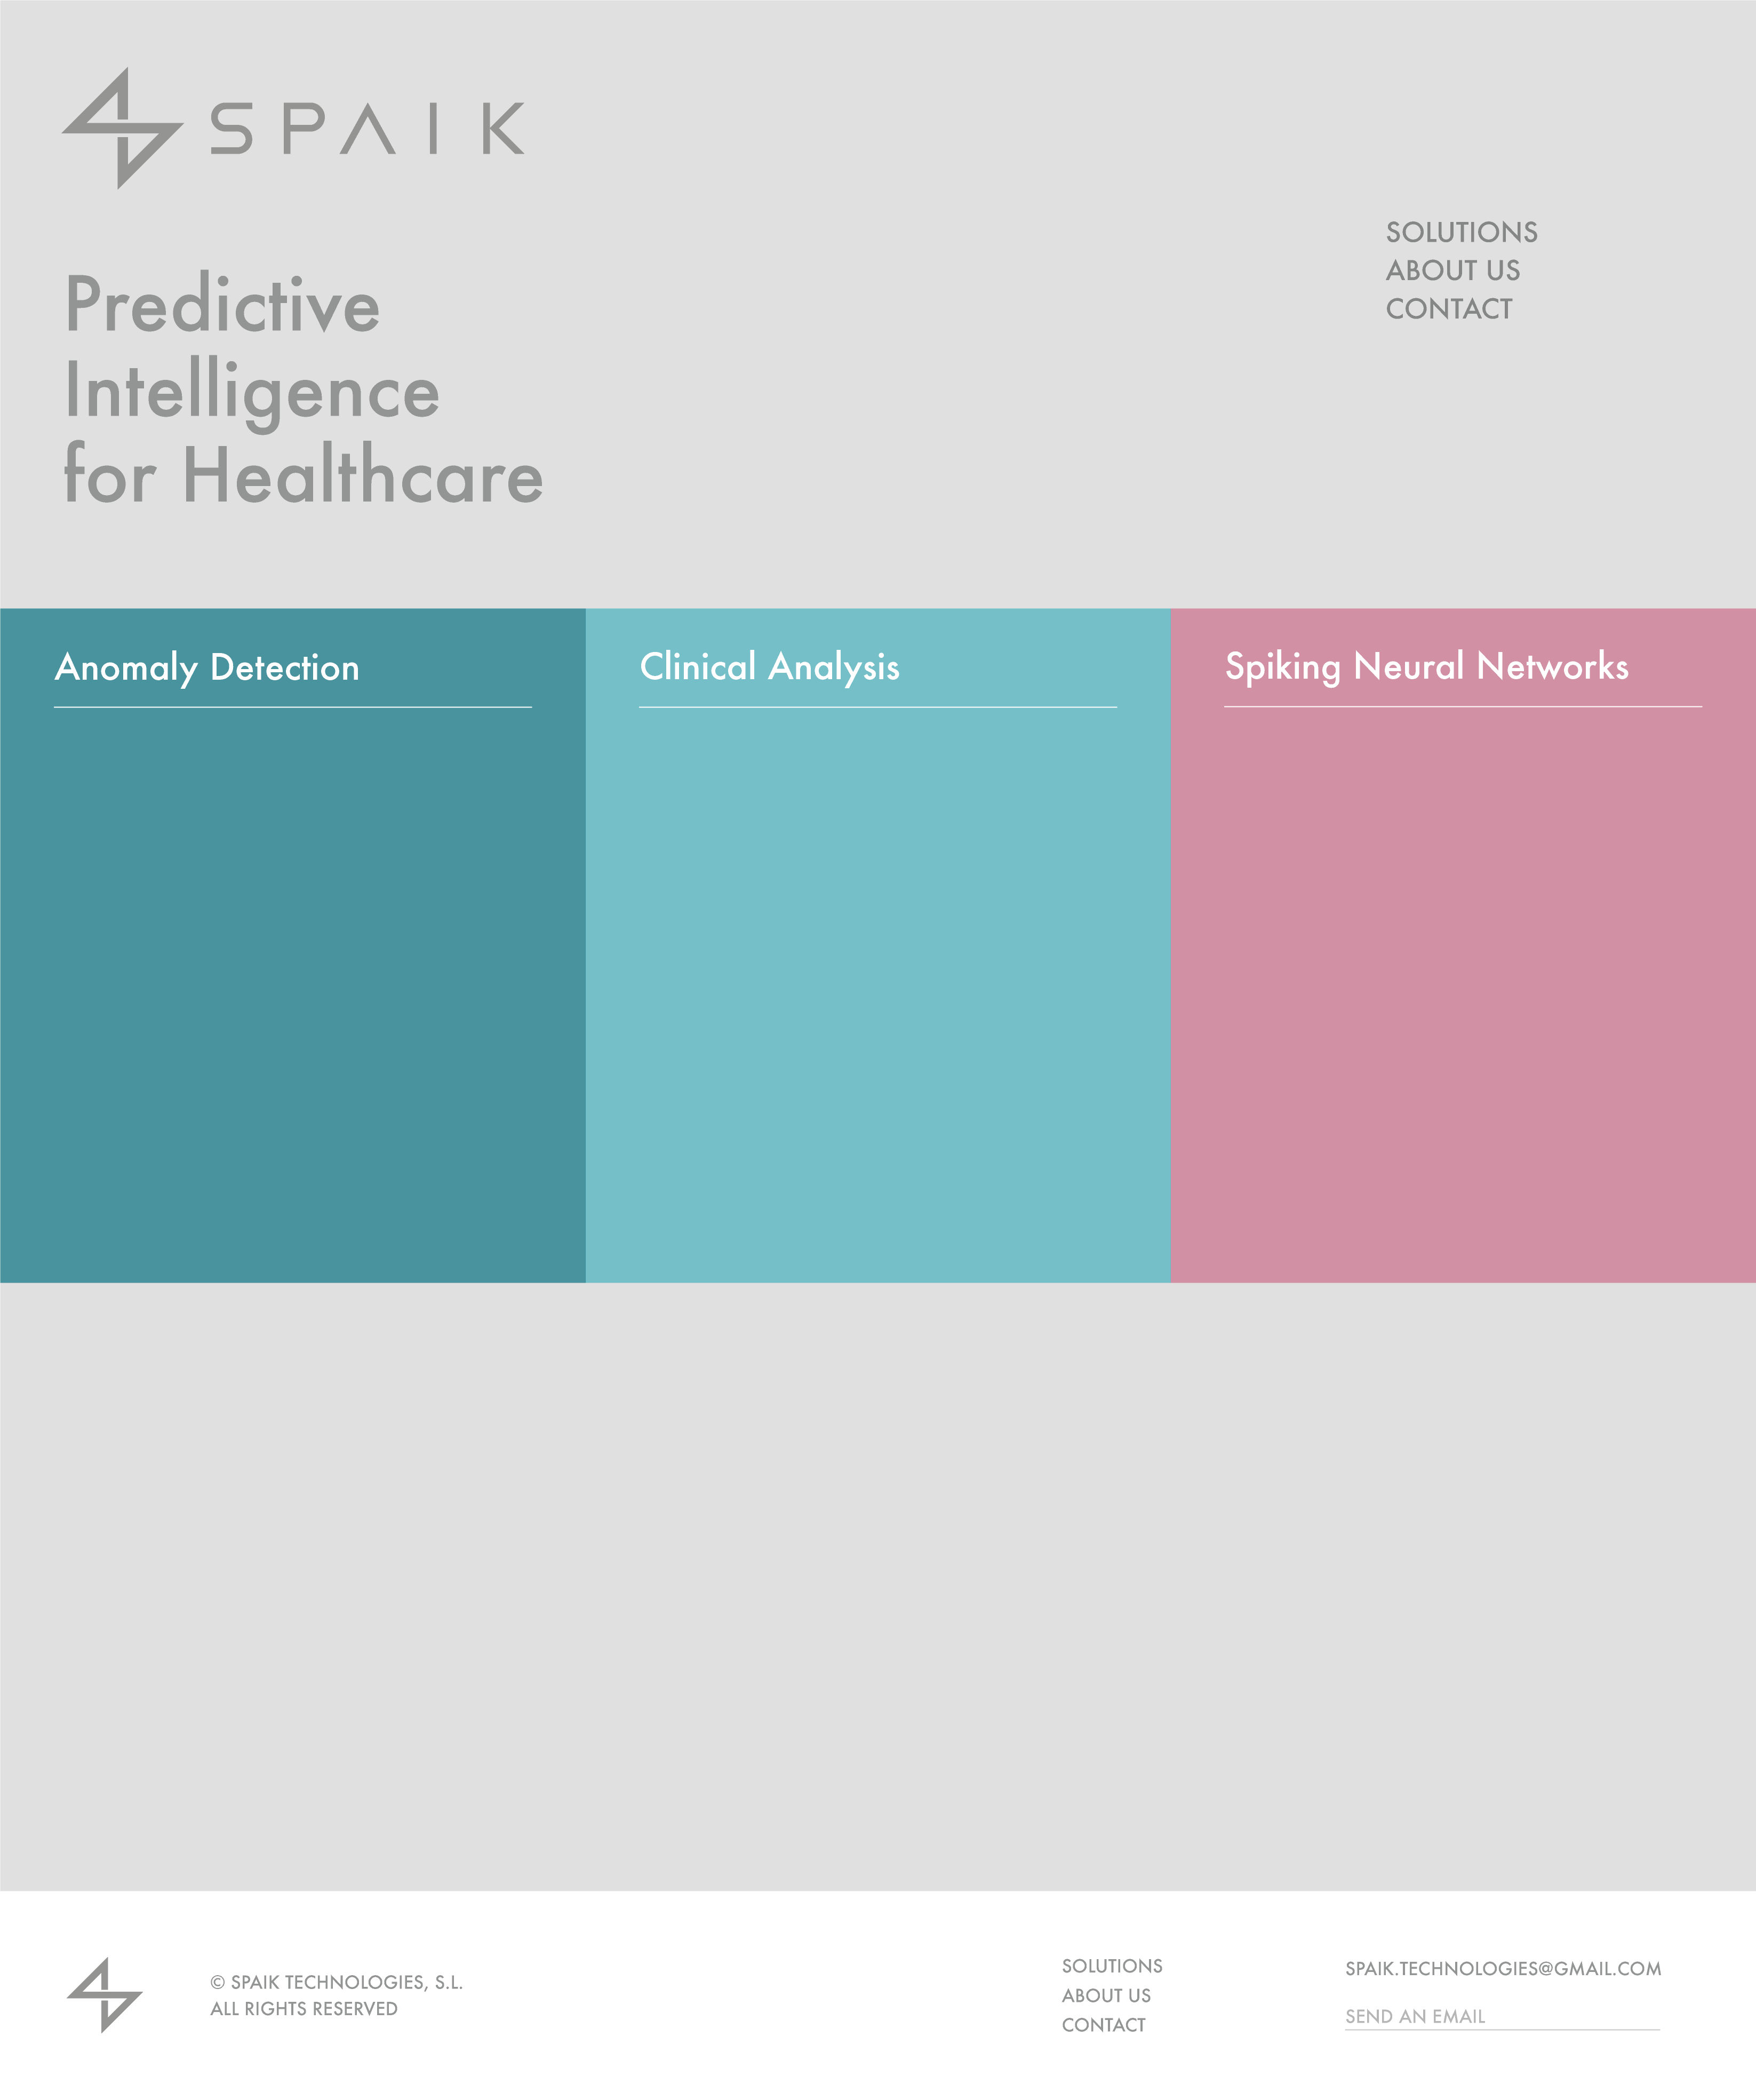 SPAIK
SOLUTIONS
ABOUT US
CONTACT
Predictive
Intelligence
for Healthcare
Anomaly Detection
Clinical Analysis
Spiking Neural Networks
© SPAIK TECHNOLOGIES, S.L.
ALL RIGHTS RESERVED
SOLUTIONS
ABOUT US
CONTACT
SPAIK.TECHNOLOGIES@GMAIL.COM
SEND AN EMAIL